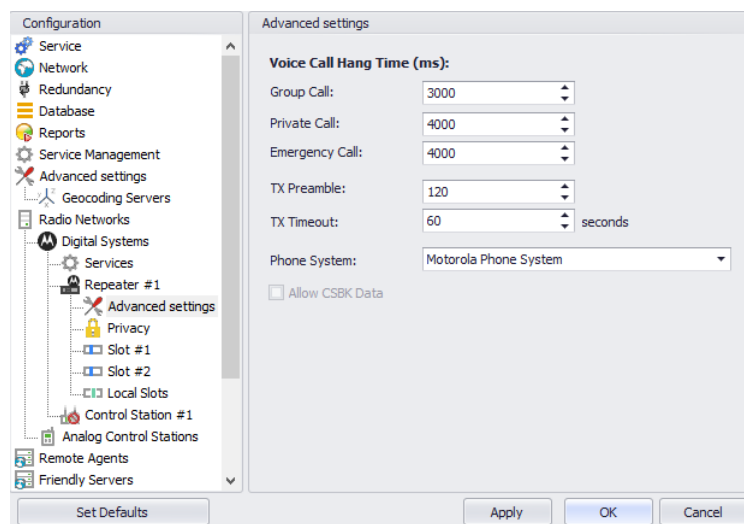 Configuration
Service
Network
Redundancy
Database
Reports
Service Management
Advanced settings
Geocoding Servers
Radio Networks
Digital Systems
Services
Repeater #1
Advanced settings
Privacy
Slot #1
Slot #2
Local Slots
Control Station #1
Analog Control Stations
Remote Agents
Friendly Servers
Set Defaults
Advanced settings
Voice Call Hang Time (ms):
Group Call: 3000
Private Call: 4000
Emergency Call: 4000
TX Preamble: 120
TX Timeout: 60 seconds
Phone System: Motorola Phone System
Allow CSBK Data
Apply OK Cancel